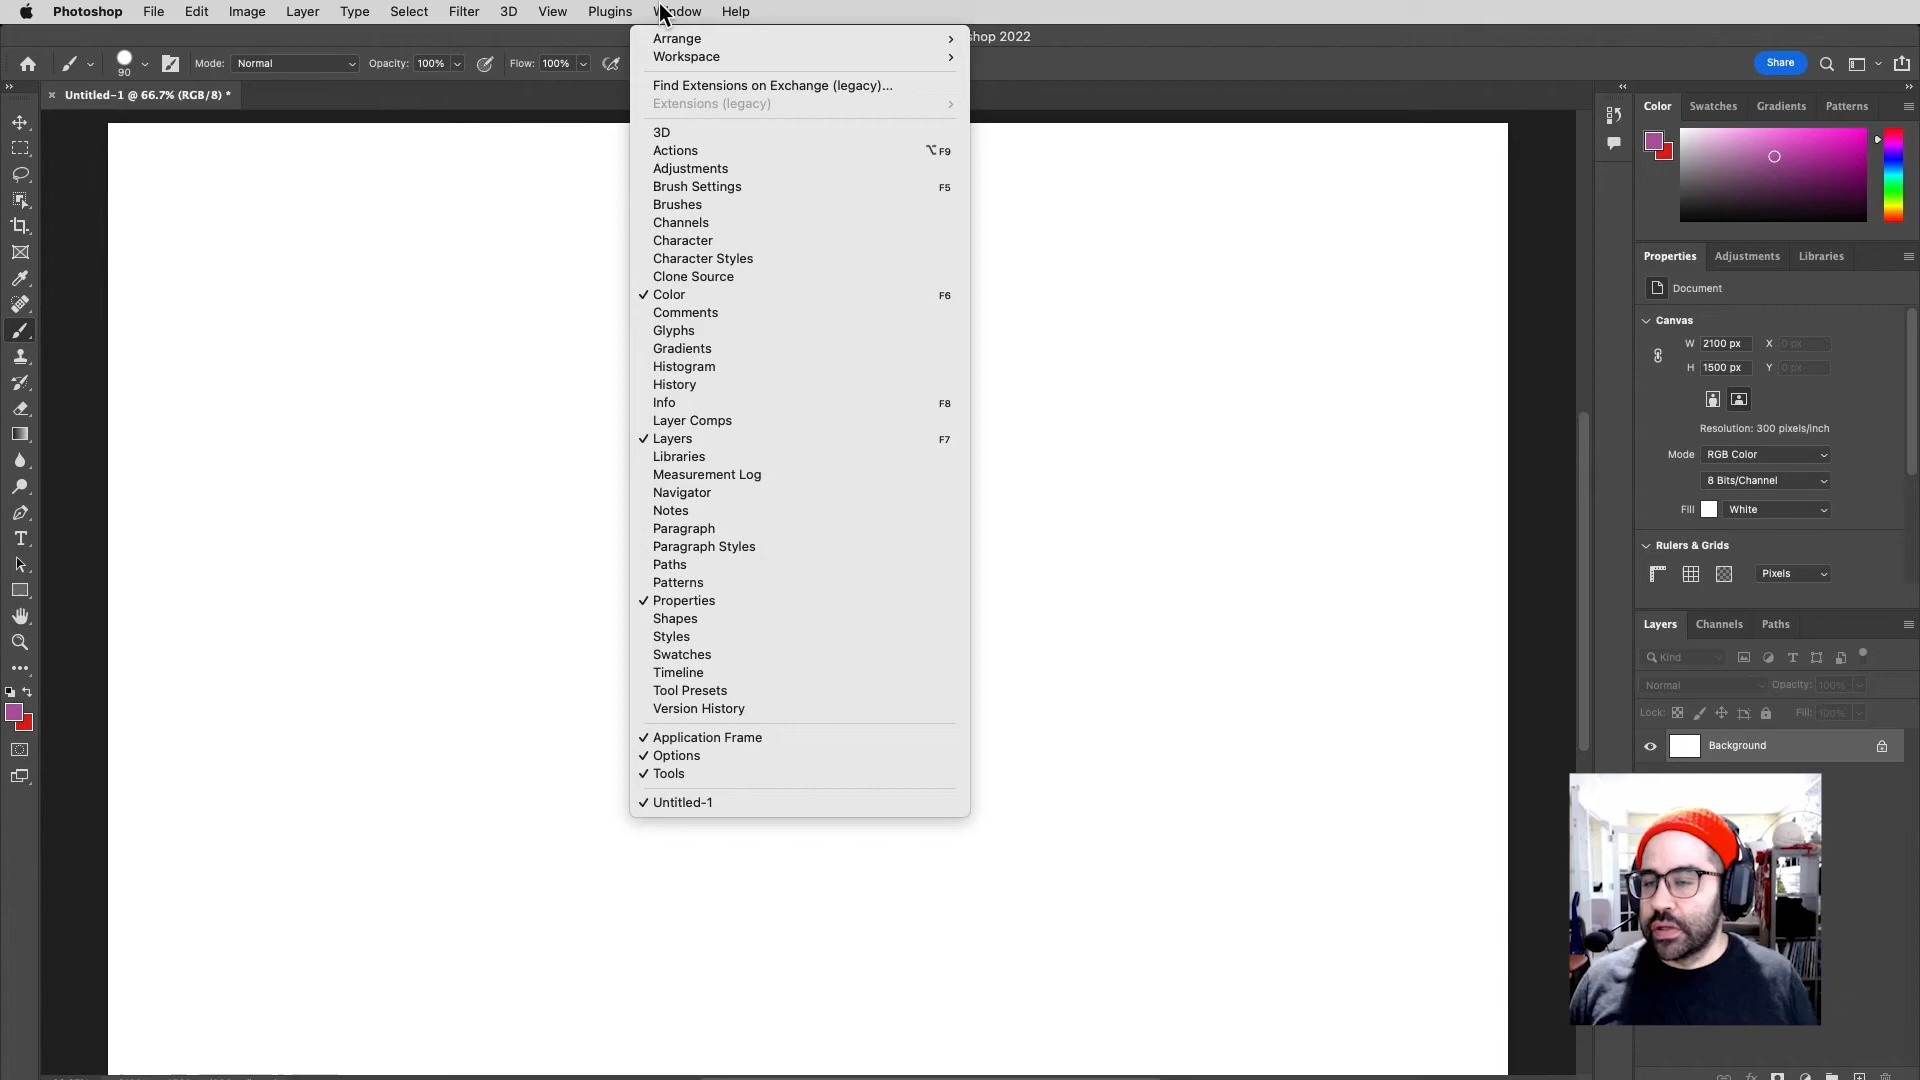 Photoshop File Edit Image Layer Type Select Filter 3D View Plugins Window Help
shop 2022
90 Mode: Normal Opacity: 100% Flow: 100% Share
Untitled-1 @ 66.7% (RGB/8) *
Arrange
Workspace
Find Extensions on Exchange (legacy)...
Extensions (legacy)
3D
Actions ⌥F9
Adjustments
Brush Settings F5
Brushes
Channels
Character
Character Styles
Clone Source
Color F6
Comments
Glyphs
Gradients
Histogram
History
Info F8
Layer Comps
Layers F7
Libraries
Measurement Log
Navigator
Notes
Paragraph
Paragraph Styles
Paths
Patterns
Properties
Shapes
Styles
Swatches
Timeline
Tool Presets
Version History
Application Frame
Options
Tools
Untitled-1
Color Swatches Gradients Patterns
Properties Adjustments Libraries
Document
Canvas
W 2100 px X 0 px
H 1500 px Y 0 px
Resolution: 300 pixels/inch
Mode RGB Color
8 Bits/Channel
Fill White
Rulers & Grids
Pixels
Layers Channels Paths
Kind
Normal Opacity: 100%
Lock: Fill: 100%
Background